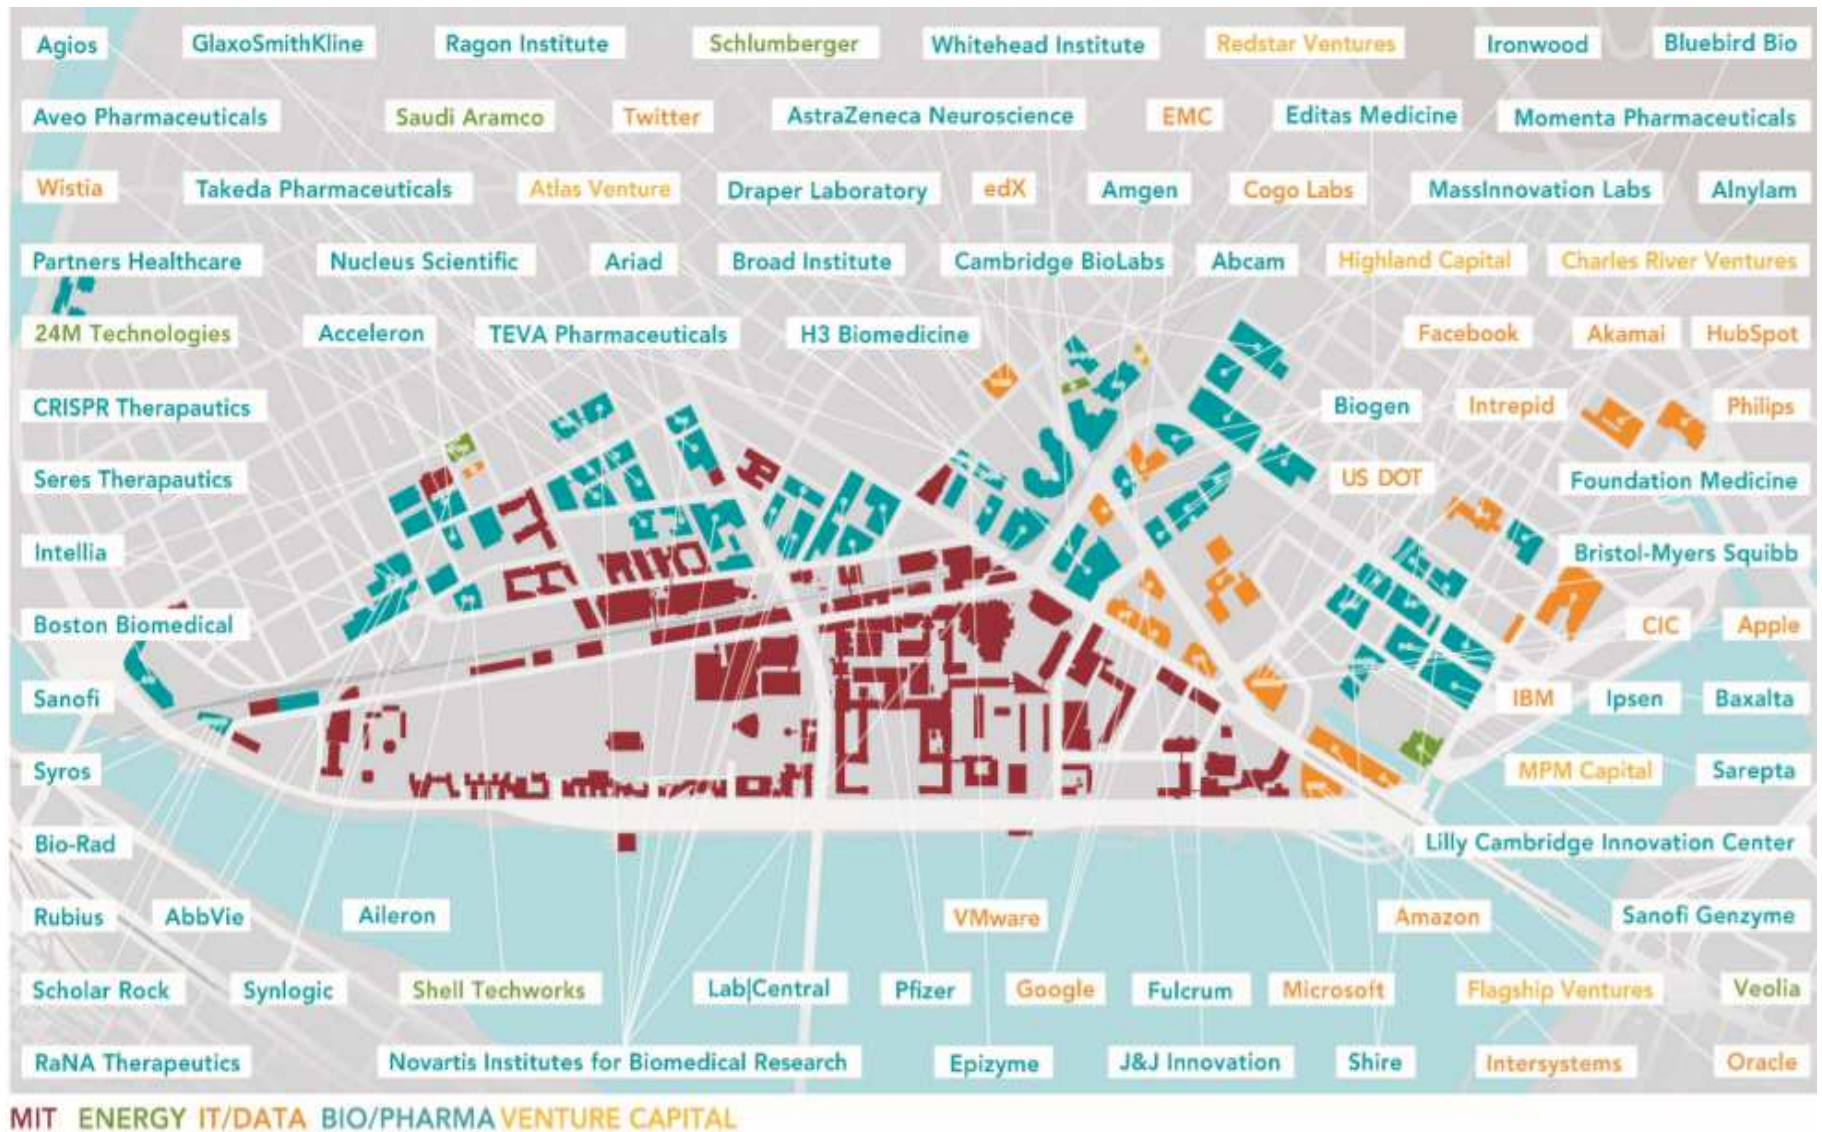 Agios GlaxoSmithKline Ragon Institute Schlumberger Whitehead Institute Redstar Ventures Ironwood Bluebird Bio
Aveo Pharmaceuticals Saudi Aramco Twitter AstraZeneca Neuroscience EMC Editas Medicine Momenta Pharmaceuticals
Wistia Takeda Pharmaceuticals Atlas Venture Draper Laboratory edX Amgen Cogo Labs MassInnovation Labs Alnylam
Partners Healthcare Nucleus Scientific Ariad Broad Institute Cambridge BioLabs Abcam Highland Capital Charles River Ventures
24M Technologies Acceleron TEVA Pharmaceuticals H3 Biomedicine Facebook Akamai HubSpot
CRISPR Therapautics Biogen Intrepid Philips
Seres Therapautics US DOT Foundation Medicine
Intellia Bristol-Myers Squibb
Boston Biomedical CIC Apple
Sanofi IBM Ipsen Baxalta
Syros MPM Capital Sarepta
Bio-Rad Lilly Cambridge Innovation Center
Rubius AbbVie Aileron VMware Amazon Sanofi Genzyme
Scholar Rock Synlogic Shell Techworks Lab|Central Pfizer Google Fulcrum Microsoft Flagship Ventures Veolia
RaNA Therapeutics Novartis Institutes for Biomedical Research Epizyme J&J Innovation Shire Intersystems Oracle
MIT ENERGY IT/DATA BIO/PHARMA VENTURE CAPITAL